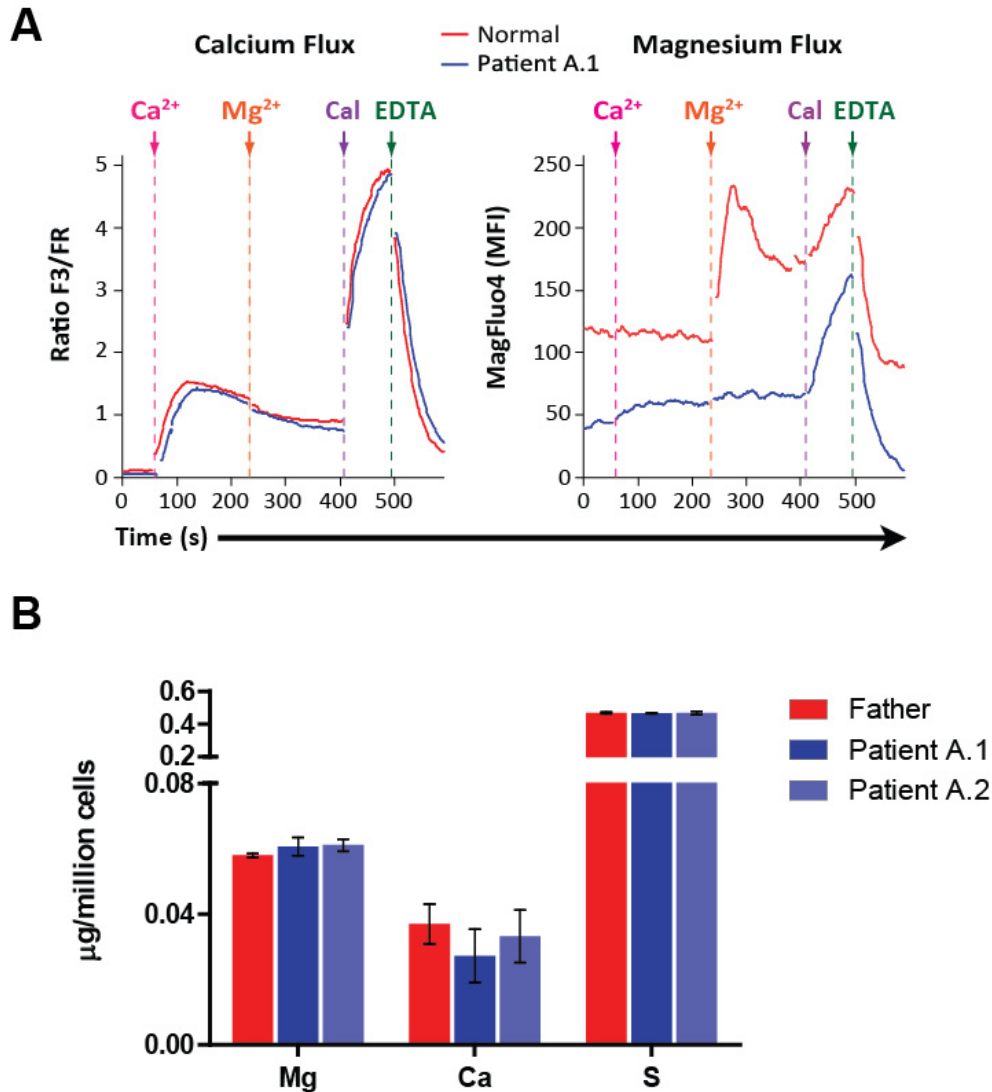 A
Calcium Flux
Normal
Patient A.1
Magnesium Flux
Ca²⁺ Mg²⁺ Cal EDTA
Ca²⁺ Mg²⁺ Cal EDTA
Ratio F3/FR
5
4
3
2
1
0
0 100 200 300 400 500
MagFluo4 (MFI)
250
200
150
100
50
0
0 100 200 300 400 500
Time (s)
B
µg/million cells
0.6
0.4
0.2
0.08
0.04
0.00
Mg Ca S
Father
Patient A.1
Patient A.2